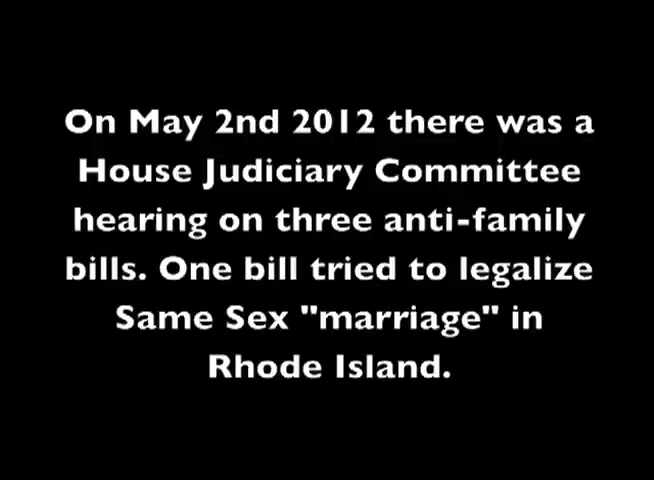 On May 2nd 2012 there was a
House Judiciary Committee
hearing on three anti-family
bills. One bill tried to legalize
Same Sex "marriage" in
Rhode Island.